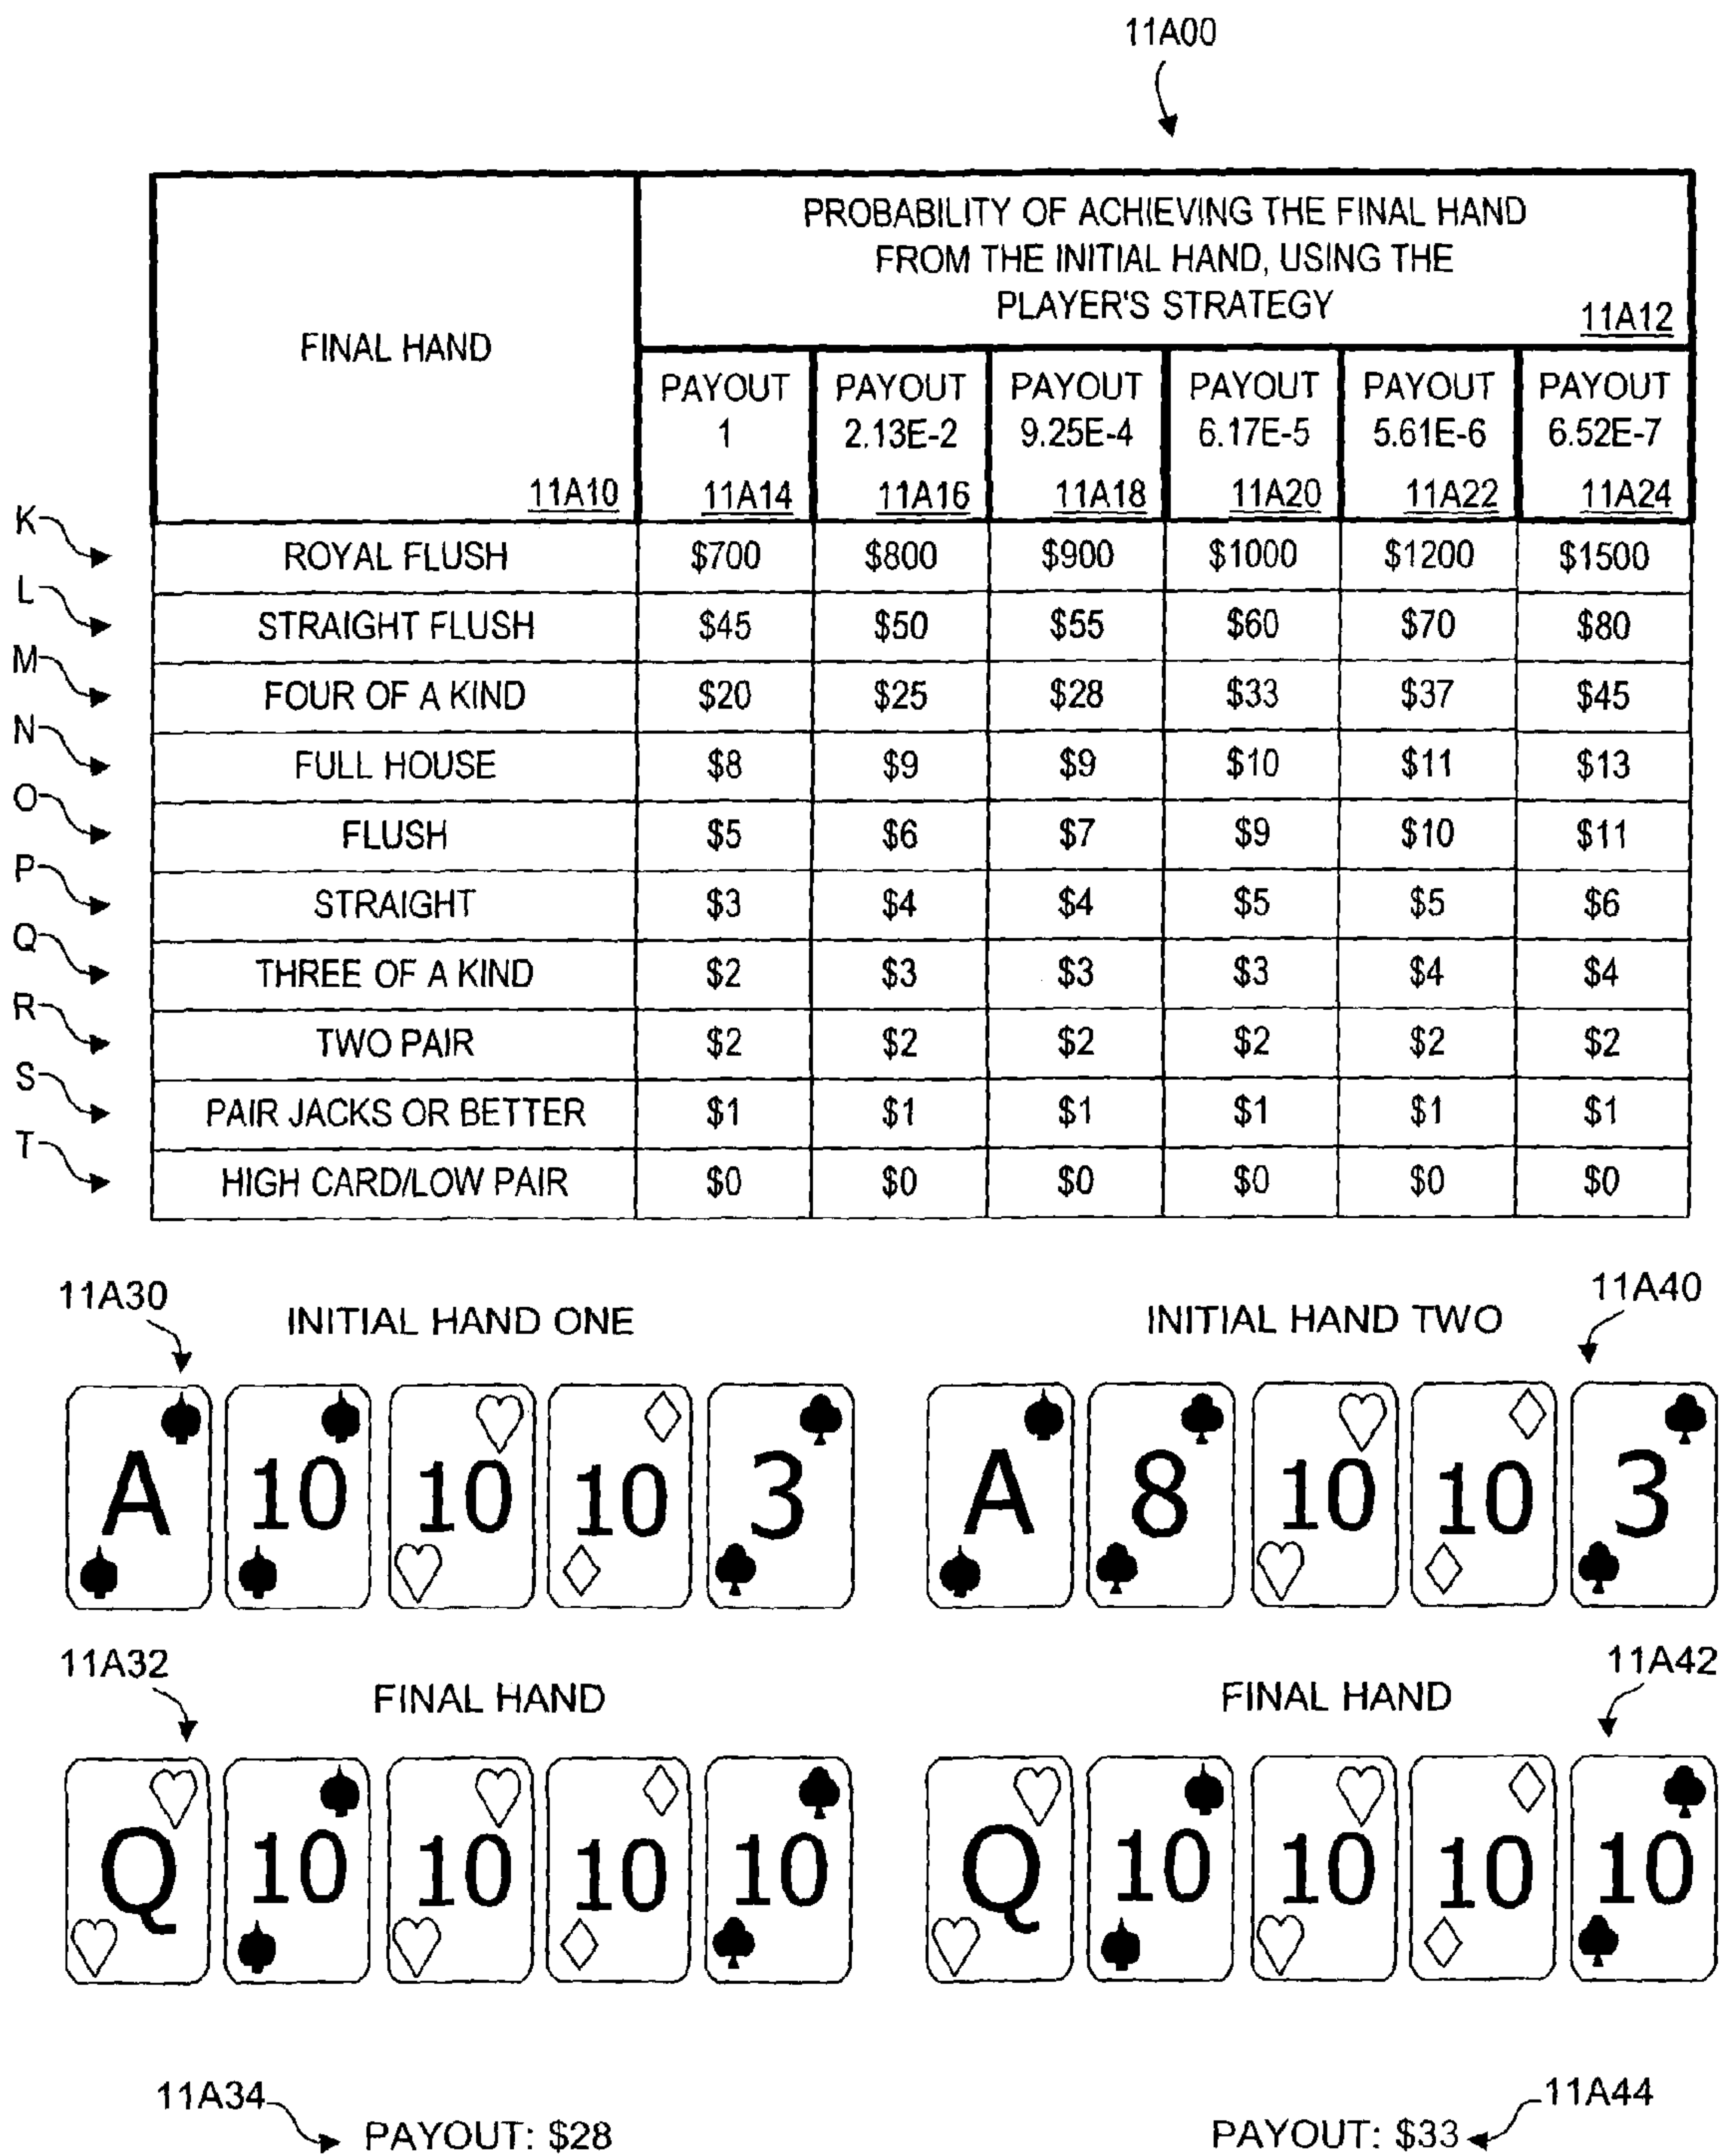 11A00
PROBABILITY OF ACHIEVING THE FINAL HAND
FROM THE INITIAL HAND, USING THE
PLAYER'S STRATEGY
11A12
FINAL HAND
11A10
PAYOUT PAYOUT PAYOUT PAYOUT PAYOUT PAYOUT
1 2.13E-2 9.25E-4 6.17E-5 5.61E-6 6.52E-7
11A14 11A16 11A18 11A20 11A22 11A24
K ROYAL FLUSH $700 $800 $900 $1000 $1200 $1500
L STRAIGHT FLUSH $45 $50 $55 $60 $70 $80
M FOUR OF A KIND $20 $25 $28 $33 $37 $45
N FULL HOUSE $8 $9 $9 $10 $11 $13
O FLUSH $5 $6 $7 $9 $10 $11
P STRAIGHT $3 $4 $4 $5 $5 $6
Q THREE OF A KIND $2 $3 $3 $3 $4 $4
R TWO PAIR $2 $2 $2 $2 $2 $2
S PAIR JACKS OR BETTER $1 $1 $1 $1 $1 $1
T HIGH CARD/LOW PAIR $0 $0 $0 $0 $0 $0
11A30 INITIAL HAND ONE
A 10 10 10 3
INITIAL HAND TWO 11A40
A 8 10 10 3
11A32 FINAL HAND
Q 10 10 10 10
FINAL HAND 11A42
Q 10 10 10 10
11A34 PAYOUT: $28
PAYOUT: $33 11A44